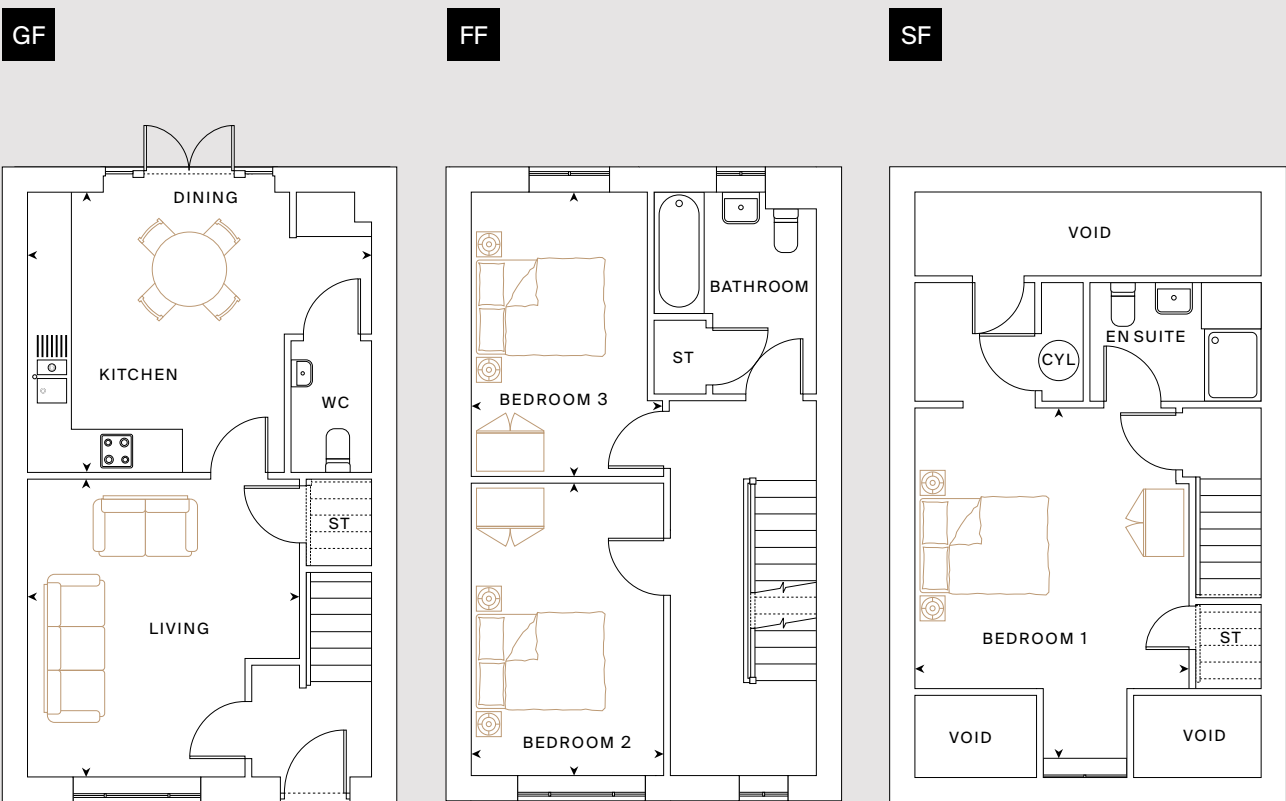 GF
FF
SF
DINING
KITCHEN
WC
ST
LIVING
BATHROOM
ST
BEDROOM 3
BEDROOM 2
VOID
EN SUITE
CYL
BEDROOM 1
ST
VOID
VOID